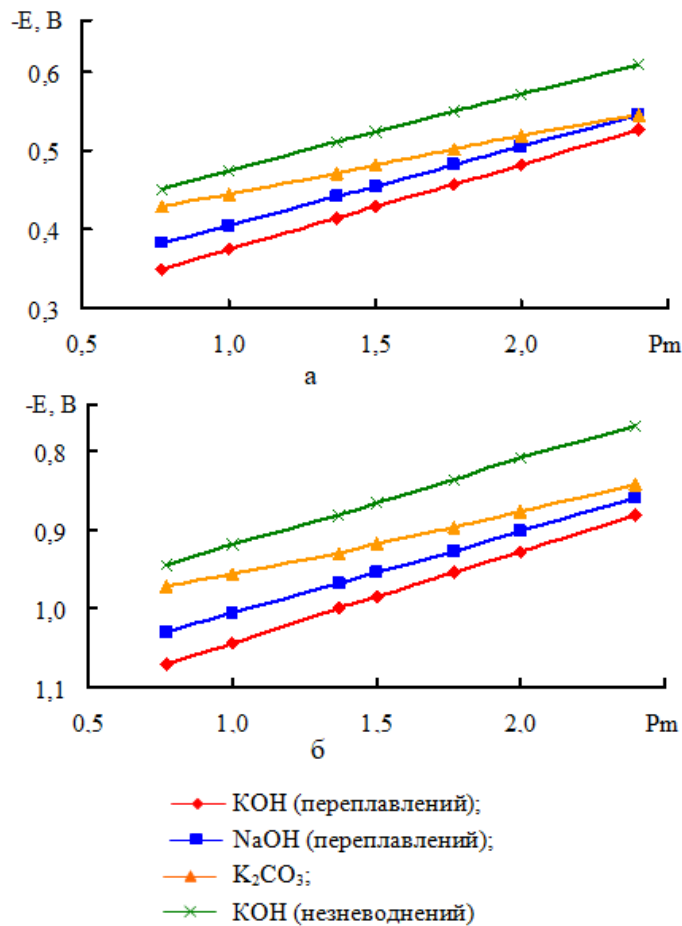 -Е, В
0,6
0,5
0,4
0,3
0,5 1,0 1,5 2,0 Pm
а
-Е, В
0,8
0,9
1,0
1,1
0,5 1,0 1,5 2,0 Pm
б
КОН (переплавлений);
NaOH (переплавлений);
K₂CO₃;
КОН (незневоднений)